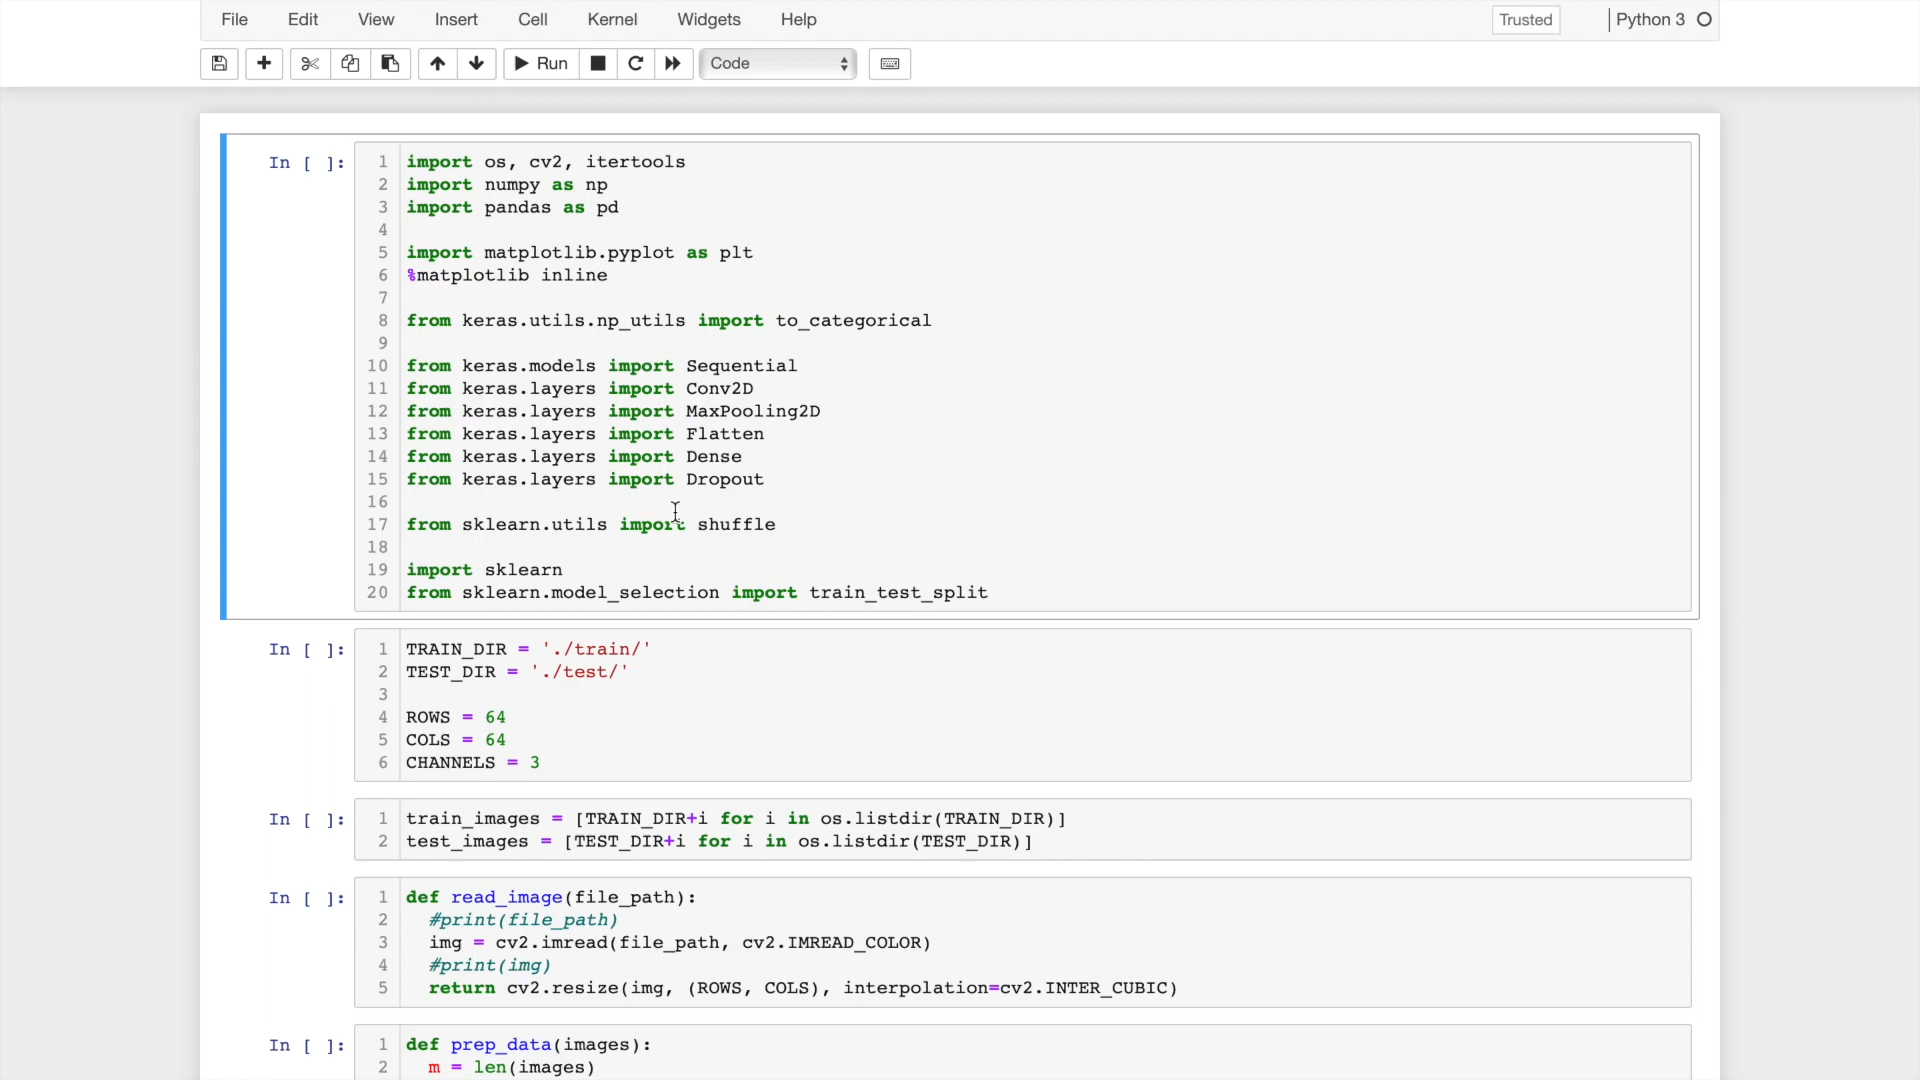 File Edit View Insert Cell Kernel Widgets Help Trusted Python 3
Run Code
In [ ]:
1 import os, cv2, itertools
2 import numpy as np
3 import pandas as pd
4
5 import matplotlib.pyplot as plt
6 %matplotlib inline
7
8 from keras.utils.np_utils import to_categorical
9
10 from keras.models import Sequential
11 from keras.layers import Conv2D
12 from keras.layers import MaxPooling2D
13 from keras.layers import Flatten
14 from keras.layers import Dense
15 from keras.layers import Dropout
16
17 from sklearn.utils import shuffle
18
19 import sklearn
20 from sklearn.model_selection import train_test_split
In [ ]:
1 TRAIN_DIR = './train/'
2 TEST_DIR = './test/'
3
4 ROWS = 64
5 COLS = 64
6 CHANNELS = 3
In [ ]:
1 train_images = [TRAIN_DIR+i for i in os.listdir(TRAIN_DIR)]
2 test_images = [TEST_DIR+i for i in os.listdir(TEST_DIR)]
In [ ]:
1 def read_image(file_path):
2   #print(file_path)
3   img = cv2.imread(file_path, cv2.IMREAD_COLOR)
4   #print(img)
5   return cv2.resize(img, (ROWS, COLS), interpolation=cv2.INTER_CUBIC)
In [ ]:
1 def prep_data(images):
2   m = len(images)